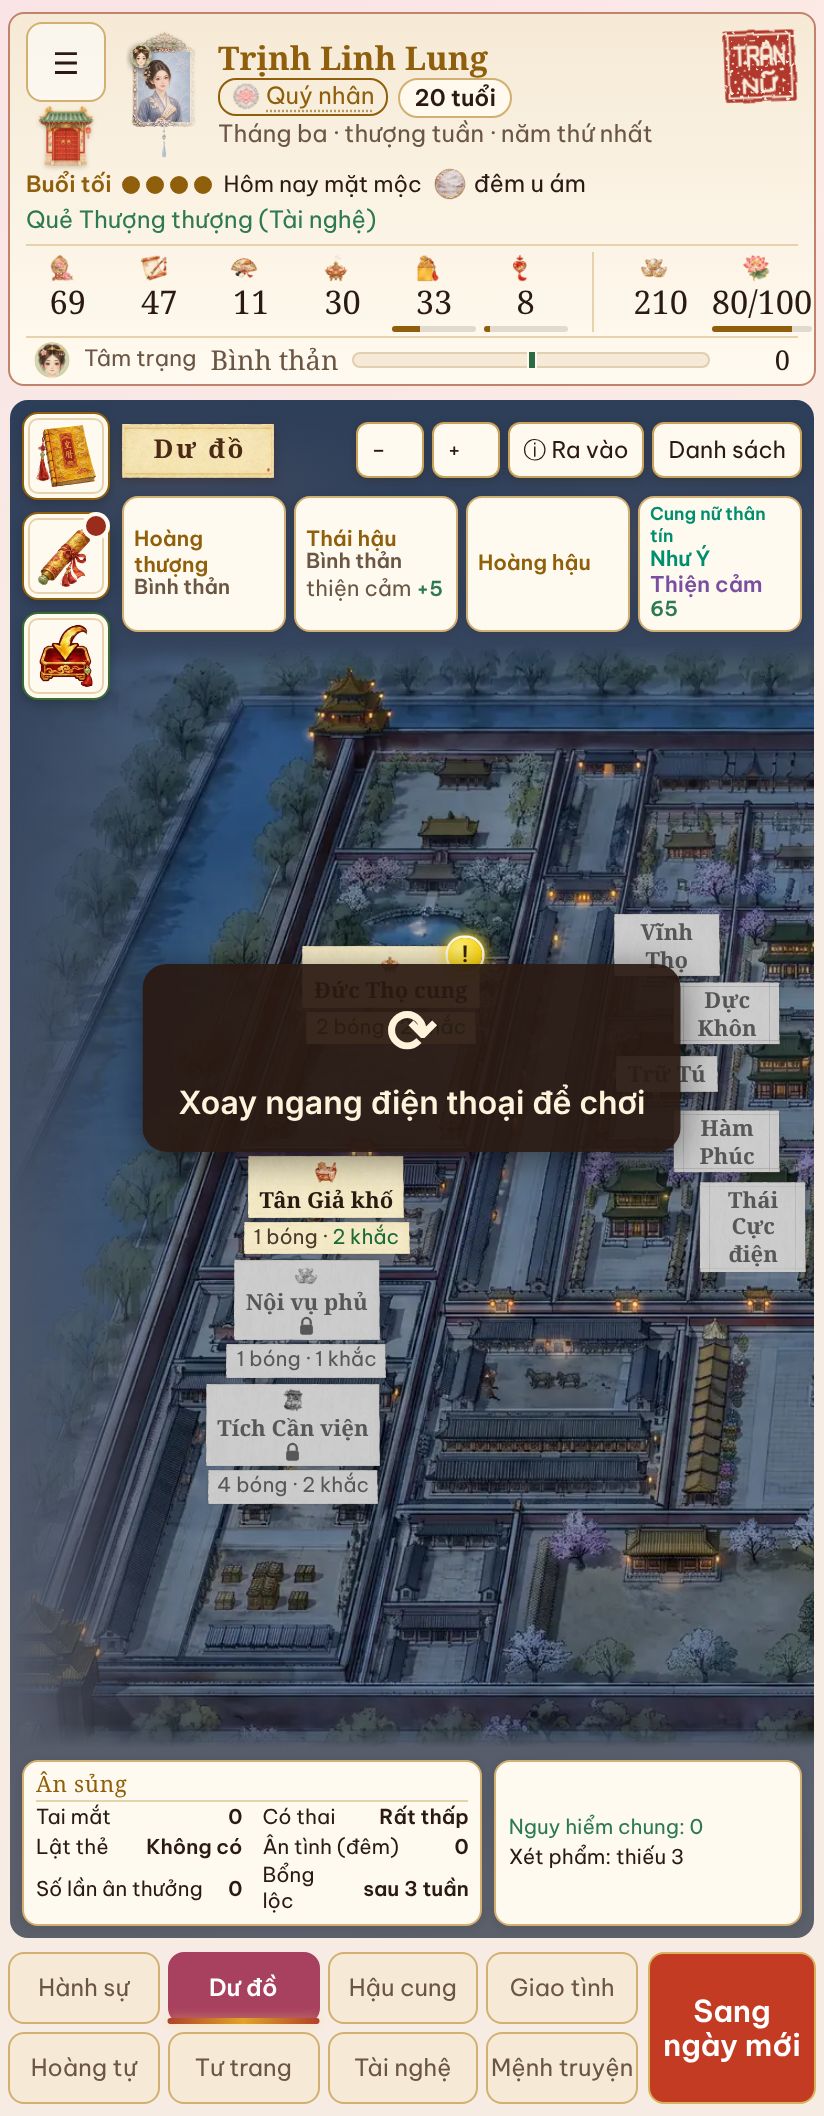 ☰
Trịnh Linh Lung
Quý nhân
20 tuổi
Tháng ba · thượng tuần · năm thứ nhất
TRÂN NỮ
Buổi tối
Hôm nay mặt mộc
đêm u ám
Quẻ Thượng thượng (Tài nghệ)
69 47 11 30 33 8 210 80/100
Tâm trạng Bình thản 0
Dư đồ
- + ⓘ Ra vào Danh sách
Hoàng thượng
Bình thản
Thái hậu
Bình thản
thiện cảm +5
Hoàng hậu
Cung nữ thân tín
Như Ý
Thiện cảm
65
Vĩnh Thọ
!
Đức Thọ cung
Dực Khôn
⟳
Xoay ngang điện thoại để chơi
Trữ Tú
Hàm Phúc
Tân Giả khố
1 bóng · 2 khắc
Thái Cực điện
Nội vụ phủ
1 bóng · 1 khắc
Tích Cần viện
4 bóng · 2 khắc
Ân sủng
Tai mắt 0 Có thai Rất thấp
Lật thẻ Không có Ân tình (đêm) 0
Số lần ân thưởng 0 Bổng lộc sau 3 tuần
Nguy hiểm chung: 0
Xét phẩm: thiếu 3
Hành sự Dư đồ Hậu cung Giao tình
Hoàng tự Tư trang Tài nghệ Mệnh truyện
Sang ngày mới